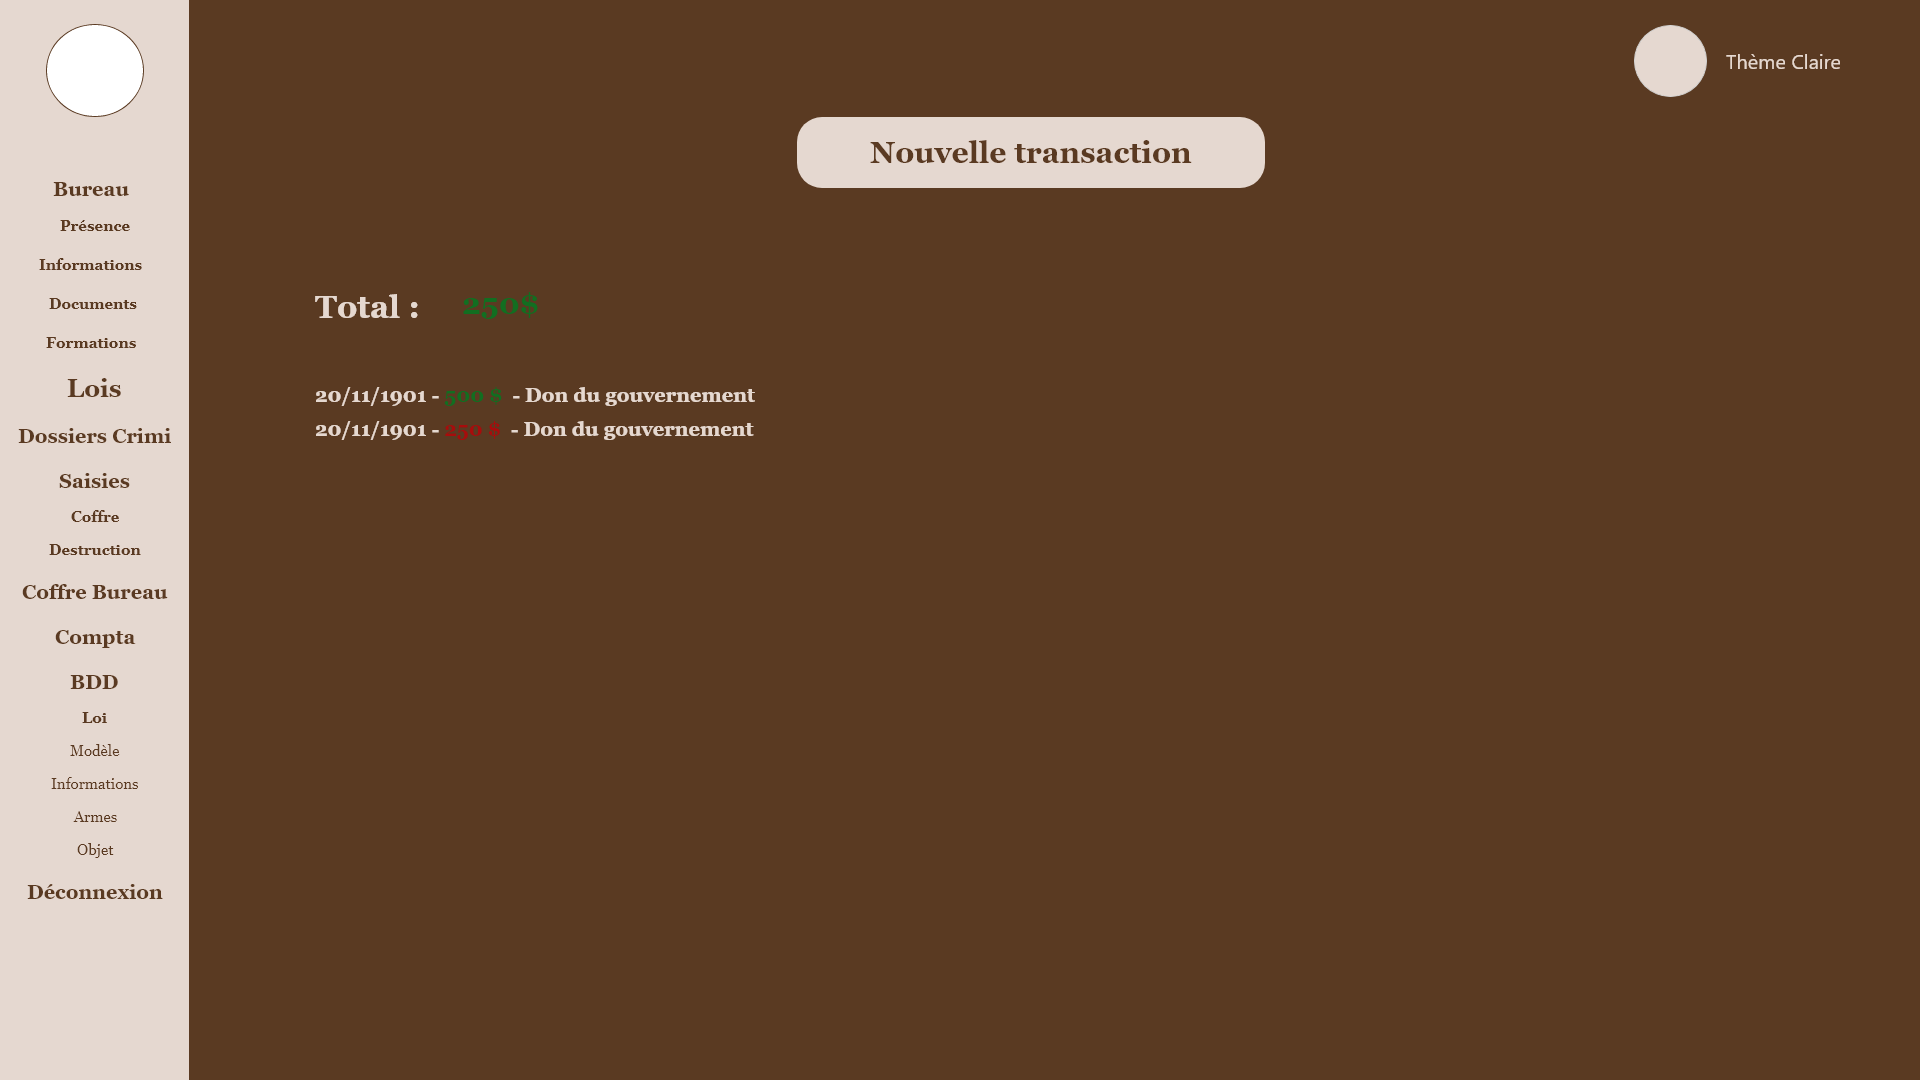 Thème Claire
Nouvelle transaction
Bureau
Présence
Informations
Documents
Formations
Lois
Dossiers Crimi
Saisies
Coffre
Destruction
Coffre Bureau
Compta
BDD
Loi
Modèle
Informations
Armes
Objet
Déconnexion
Total : 250$
20/11/1901 - 500 $ - Don du gouvernement
20/11/1901 - 250 $ - Don du gouvernement